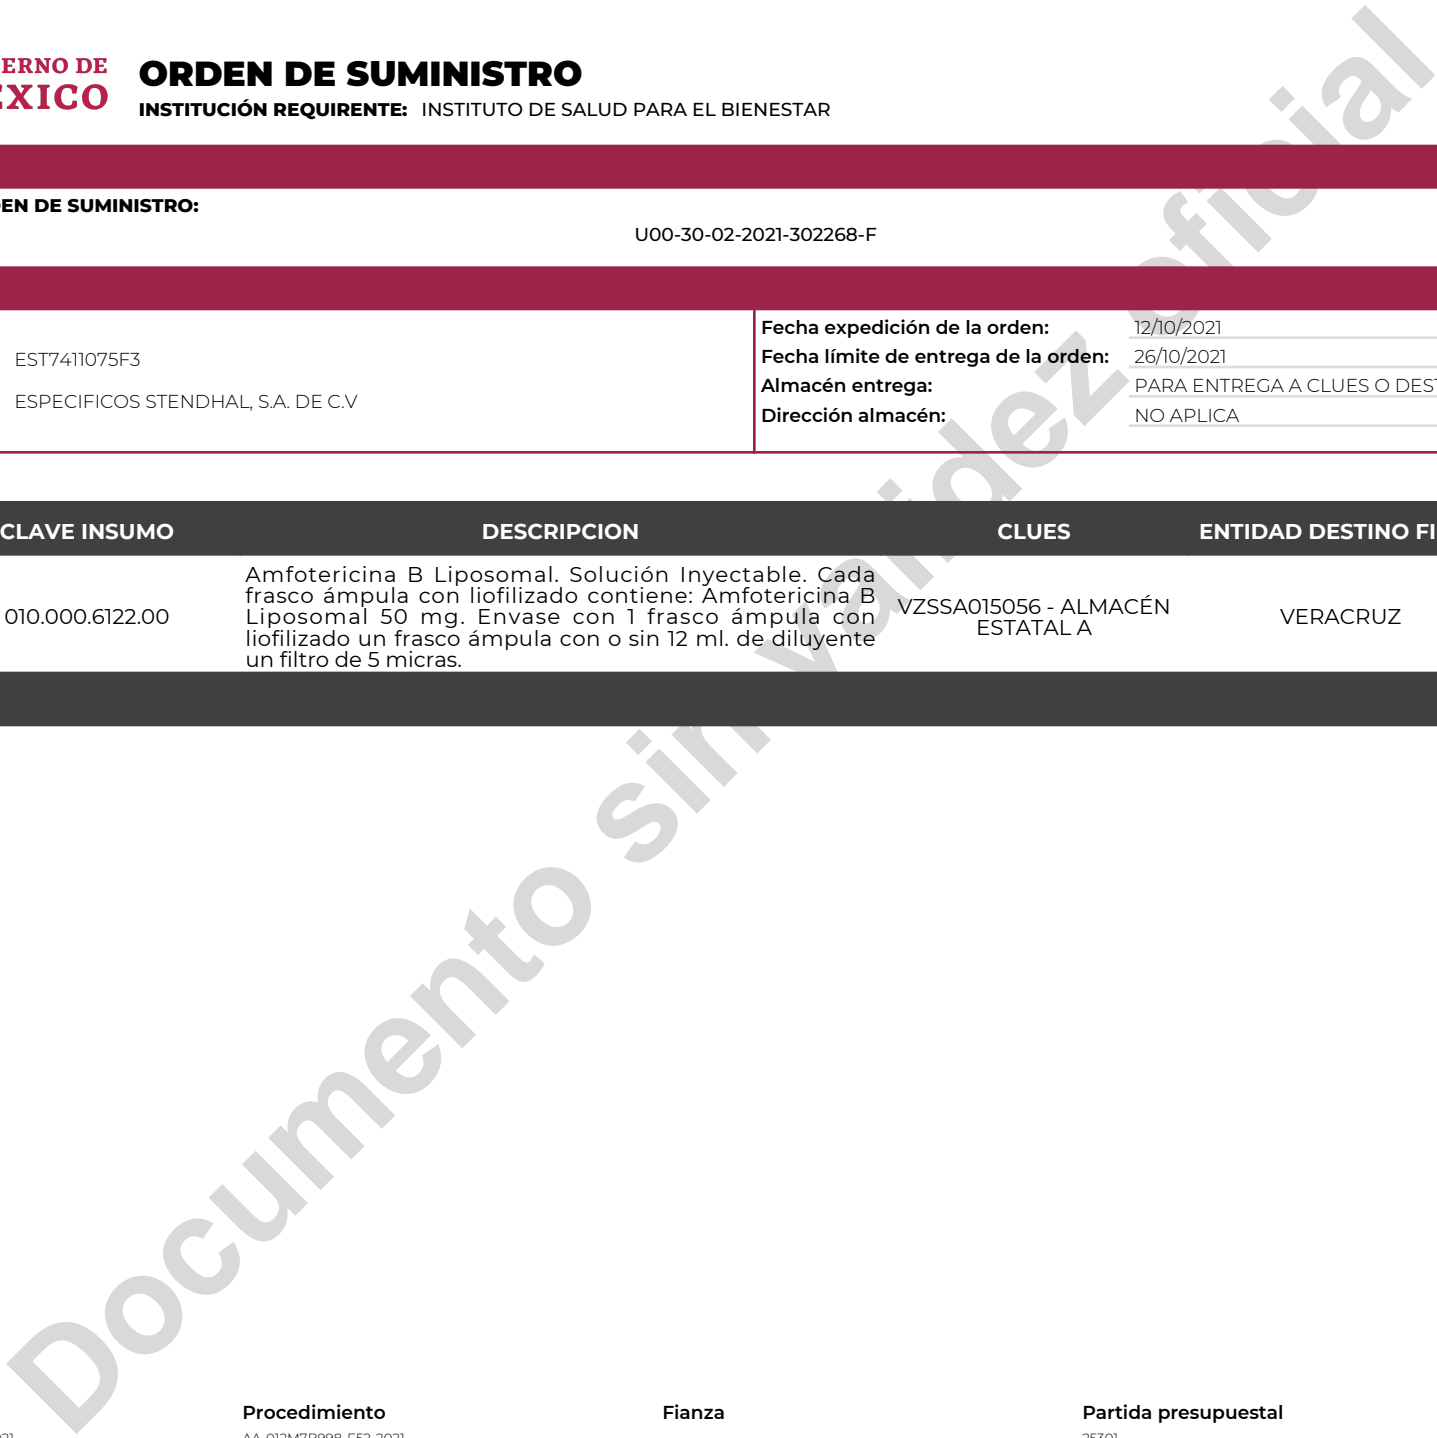 ERNO DE
EXICO
ORDEN DE SUMINISTRO
INSTITUCIÓN REQUIRENTE: INSTITUTO DE SALUD PARA EL BIENESTAR
EN DE SUMINISTRO:
U00-30-02-2021-302268-F
EST7411075F3
ESPECIFICOS STENDHAL, S.A. DE C.V
Fecha expedición de la orden: 12/10/2021
Fecha límite de entrega de la orden: 26/10/2021
Almacén entrega: PARA ENTREGA A CLUES O DEST
Dirección almacén: NO APLICA
CLAVE INSUMO DESCRIPCION CLUES ENTIDAD DESTINO FI
010.000.6122.00
Amfotericina B Liposomal. Solución Inyectable. Cada
frasco ámpula con liofilizado contiene: Amfotericina B
Liposomal 50 mg. Envase con 1 frasco ámpula con
liofilizado un frasco ámpula con o sin 12 ml. de diluyente
un filtro de 5 micras.
VZSSA015056 - ALMACÉN
ESTATAL A
VERACRUZ
Documento sin validez oficial
Procedimiento Fianza Partida presupuestal